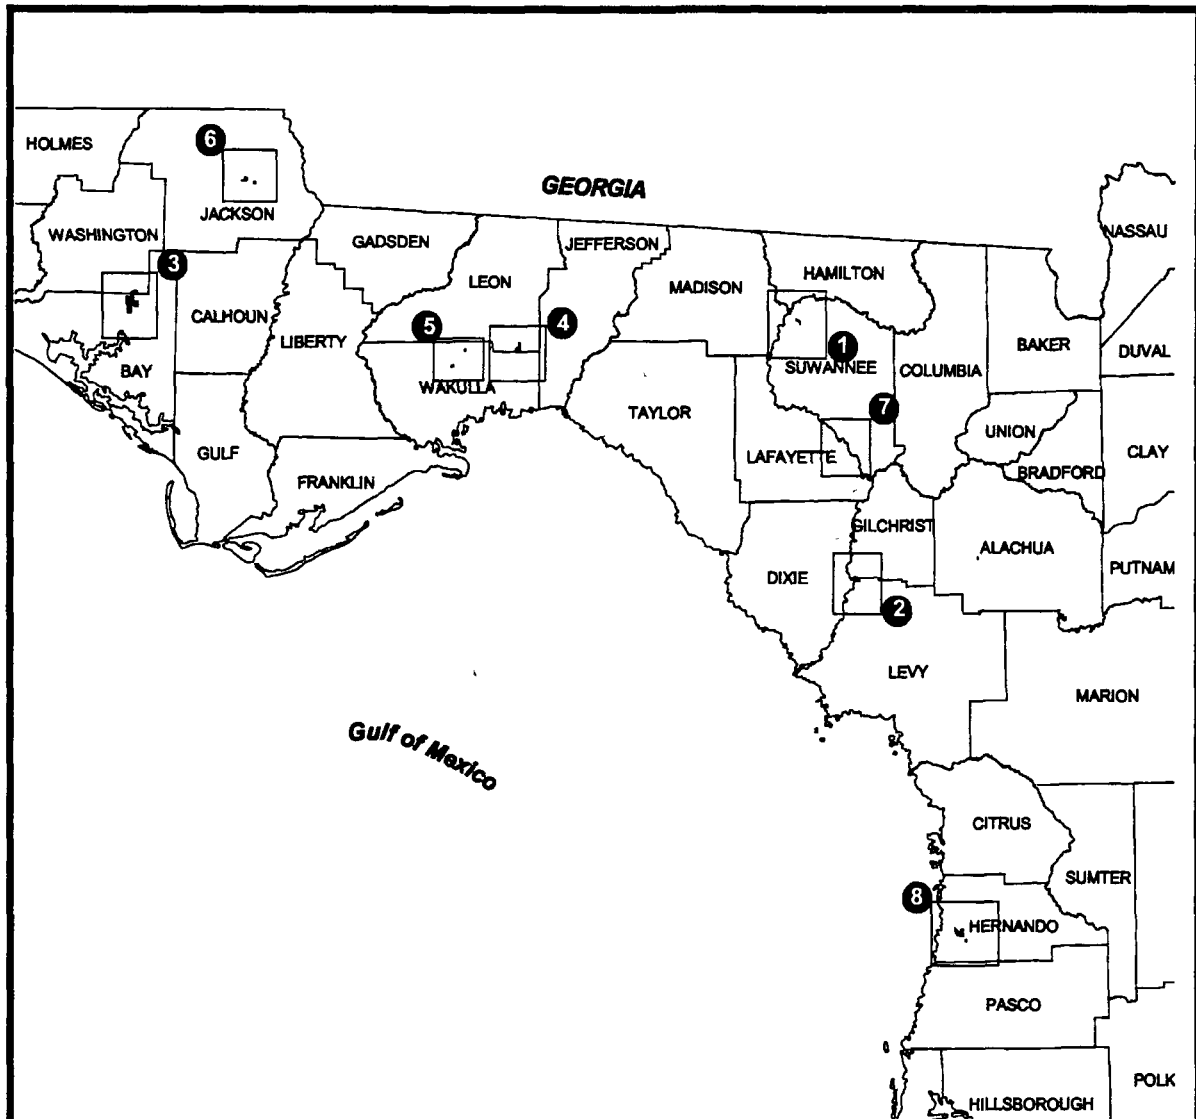 HOLMES
6
GEORGIA
JACKSON
WASHINGTON
GADSDEN
JEFFERSON
NASSAU
3
LEON
HAMILTON
MADISON
CALHOUN
5
4
LIBERTY
1
BAKER
DUVAL
BAY
WAKULLA
SUWANNEE
COLUMBIA
TAYLOR
7
UNION
GULF
LAFAYETTE
BRADFORD
CLAY
FRANKLIN
GILCHRIST
ALACHUA
DIXIE
PUTNAM
2
LEVY
MARION
Gulf of Mexico
CITRUS
SUMTER
8
HERNANDO
PASCO
POLK
HILLSBOROUGH